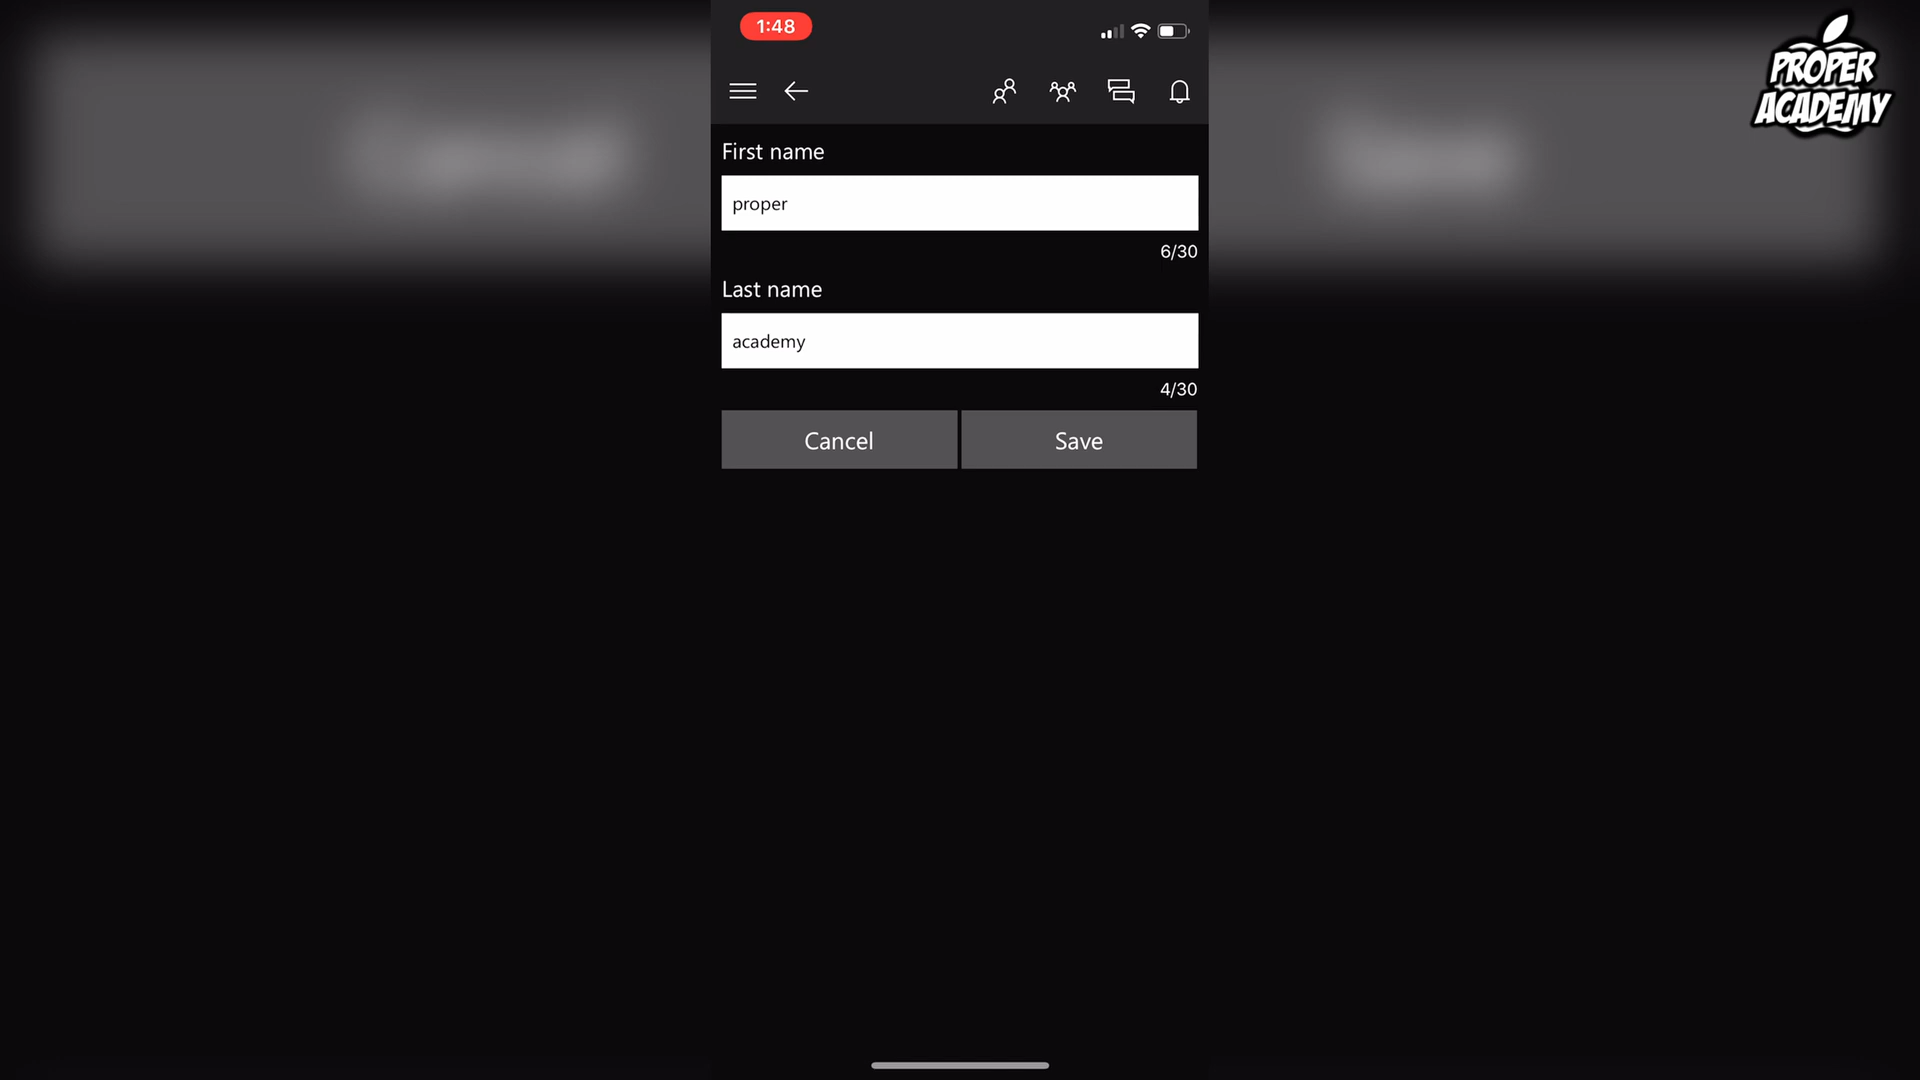 1:48
PROPER
ACADEMY
First name
proper
6/30
Last name
academy
4/30
Cancel Save